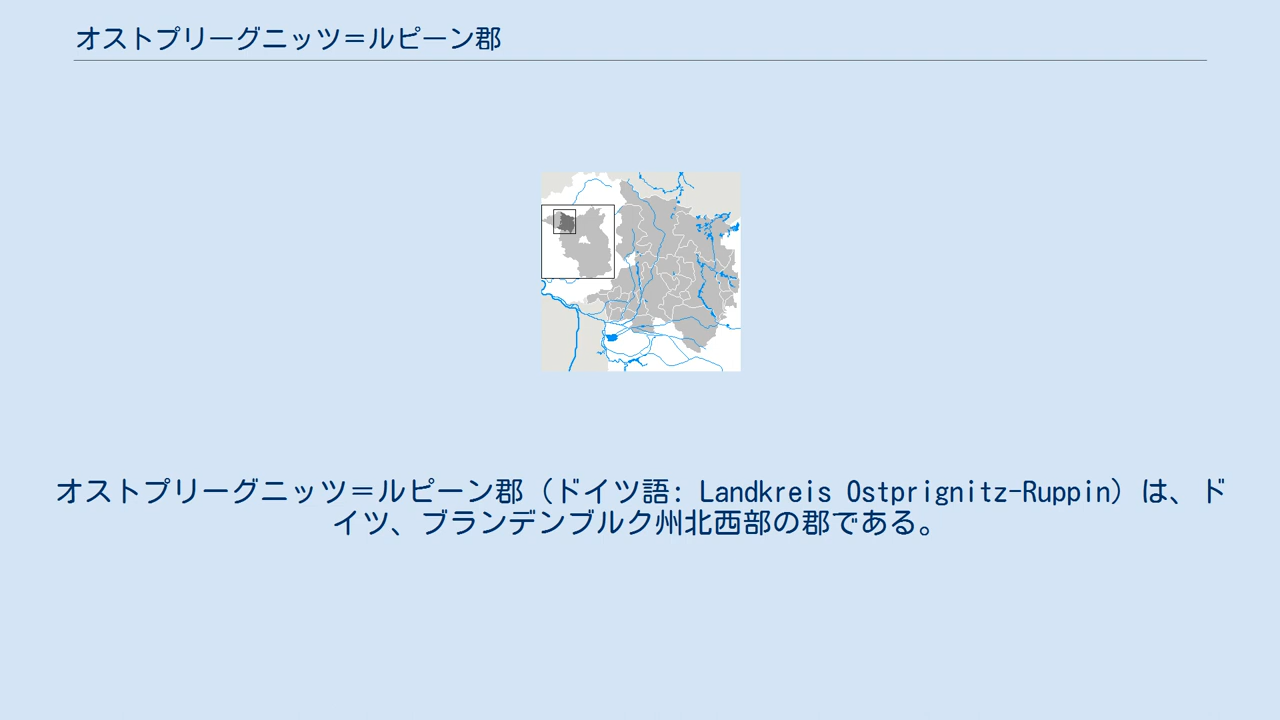 オストプリーグニッツ＝ルピーン郡
オストプリーグニッツ＝ルピーン郡（ドイツ語: Landkreis Ostprignitz-Ruppin）は、ド
イツ、ブランデンブルク州北西部の郡である。